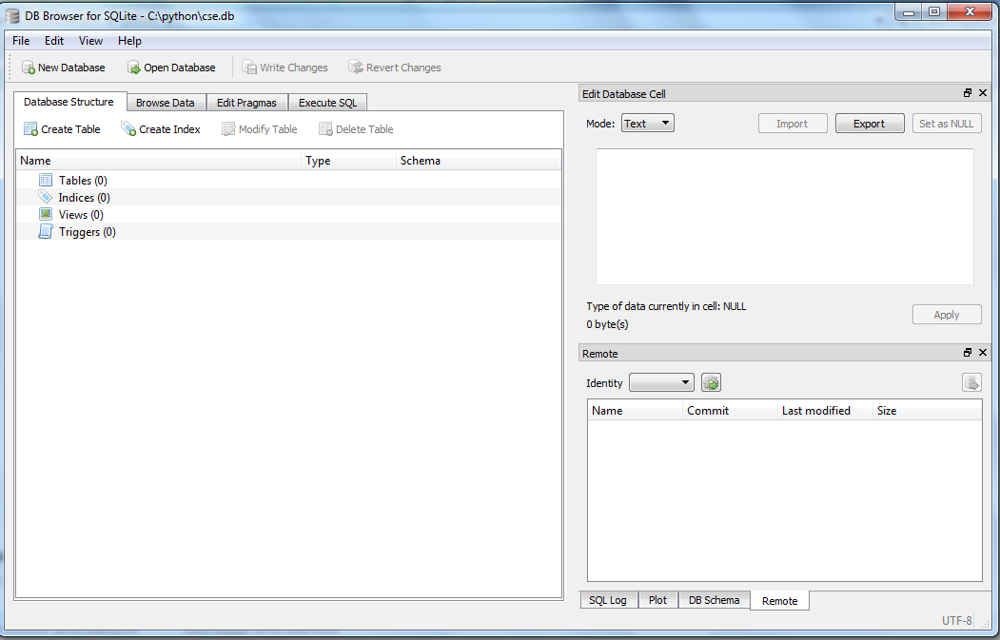 DB Browser for SQLite - C:\python\cse.db
File Edit View Help
New Database Open Database Write Changes Revert Changes
Database Structure Browse Data Edit Pragmas Execute SQL
Create Table Create Index Modify Table Delete Table
Name Type Schema
Tables (0)
Indices (0)
Views (0)
Triggers (0)
Edit Database Cell
Mode: Text Import Export Set as NULL
Type of data currently in cell: NULL
0 byte(s)
Apply
Remote
Identity
Name Commit Last modified Size
SQL Log Plot DB Schema Remote
UTF-8